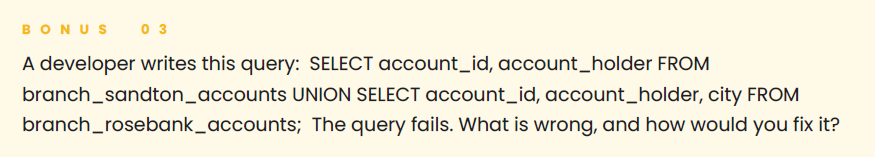 BONUS 03
A developer writes this query: SELECT account_id, account_holder FROM
branch_sandton_accounts UNION SELECT account_id, account_holder, city FROM
branch_rosebank_accounts; The query fails. What is wrong, and how would you fix it?